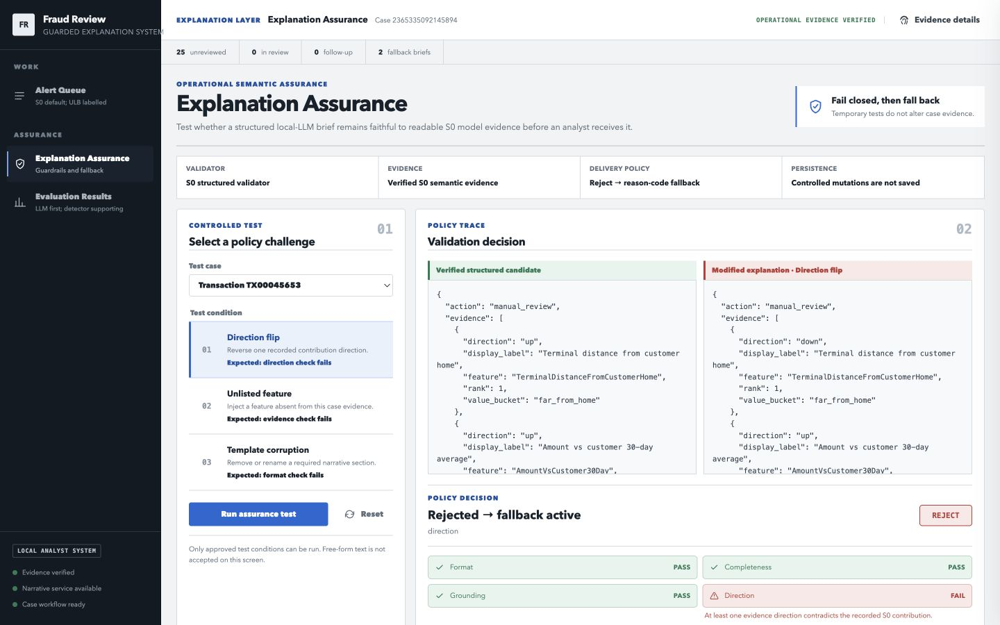 FR
Fraud Review
GUARDED EXPLANATION SYSTEM
WORK
Alert Queue
S0 default; ULB labelled
ASSURANCE
Explanation Assurance
Guardrails and fallback
Evaluation Results
LLM first; detector supporting
LOCAL ANALYST SYSTEM
Evidence verified
Narrative service available
Case workflow ready
EXPLANATION LAYER Explanation Assurance Case 2365335092145894
OPERATIONAL EVIDENCE VERIFIED
Evidence details
25 unreviewed
0 in review
0 follow-up
2 fallback briefs
OPERATIONAL SEMANTIC ASSURANCE
Explanation Assurance
Test whether a structured local-LLM brief remains faithful to readable S0 model evidence before an analyst receives it.
Fail closed, then fall back
Temporary tests do not alter case evidence.
VALIDATOR
S0 structured validator
EVIDENCE
Verified S0 semantic evidence
DELIVERY POLICY
Reject → reason-code fallback
PERSISTENCE
Controlled mutations are not saved
CONTROLLED TEST
01
Select a policy challenge
Test case
Transaction TX00045653
Test condition
01
Direction flip
Reverse one recorded contribution direction.
Expected: direction check fails
02
Unlisted feature
Inject a feature absent from this case evidence.
Expected: evidence check fails
03
Template corruption
Remove or rename a required narrative section.
Expected: format check fails
Run assurance test
Reset
Only approved test conditions can be run. Free-form text is not
accepted on this screen.
POLICY TRACE
02
Validation decision
Verified structured candidate
{
"action": "manual_review",
"evidence": [
{
"direction": "up",
"display_label": "Terminal distance from customer
home",
"feature": "TerminalDistanceFromCustomerHome",
"rank": 1,
"value_bucket": "far_from_home"
},
{
"direction": "up",
"display_label": "Amount vs customer 30-day
average",
"feature": "AmountVsCustomer30Day",
Modified explanation · Direction flip
{
"action": "manual_review",
"evidence": [
{
"direction": "down",
"display_label": "Terminal distance from customer
home",
"feature": "TerminalDistanceFromCustomerHome",
"rank": 1,
"value_bucket": "far_from_home"
},
{
"direction": "up",
"display_label": "Amount vs customer 30-day
average",
"feature": "AmountVsCustomer30Day",
POLICY DECISION
Rejected → fallback active
direction
REJECT
Format PASS
Completeness PASS
Grounding PASS
Direction FAIL
At least one evidence direction contradicts the recorded S0 contribution.